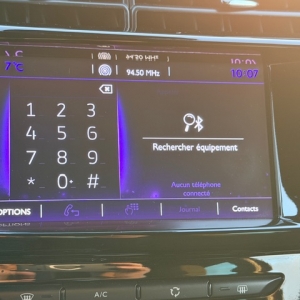 7°C
94.50 MHz
10:07
1 2 3
4 5 6
7 8 9
* 0+ #
Rechercher équipement
Aucun téléphone
connecté
OPTIONS
Journal
Contacts
A/C